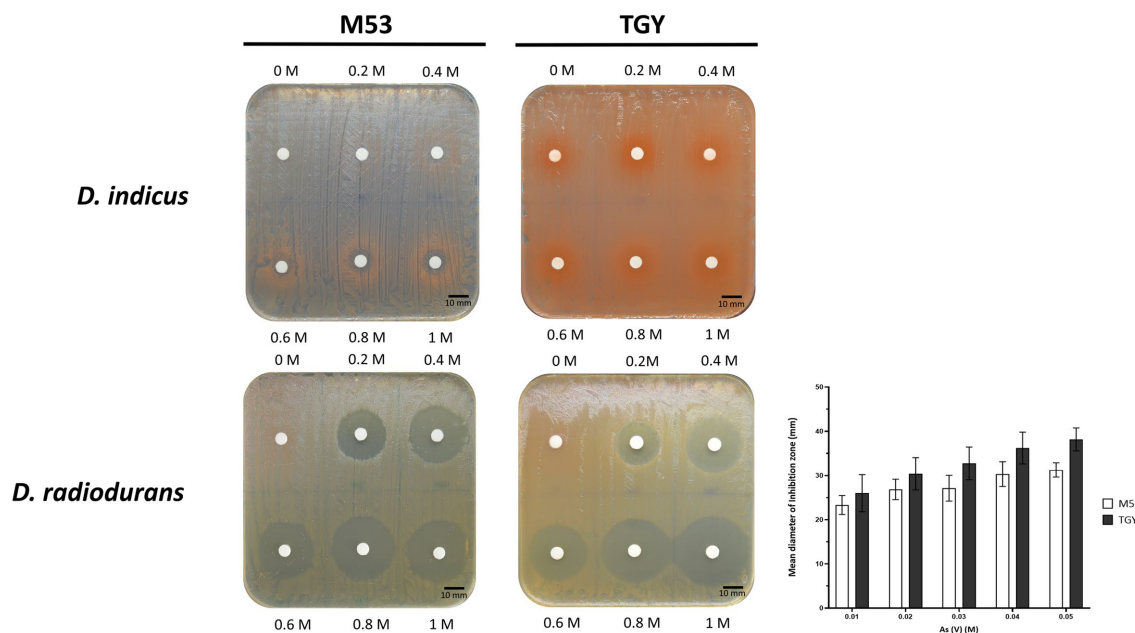 M53 TGY
0 M 0.2 M 0.4 M 0 M 0.2 M 0.4 M
D. indicus
10 mm 10 mm
0.6 M 0.8 M 1 M 0.6 M 0.8 M 1 M
0 M 0.2 M 0.4 M 0 M 0.2M 0.4 M
D. radiodurans
10 mm 10 mm
0.6 M 0.8 M 1 M 0.6 M 0.8 M 1 M
Mean diameter of Inhibition zone (mm)
50
40
30
20
10
0
0.01 0.02 0.03 0.04 0.05
As (V) (M)
M5
TGY